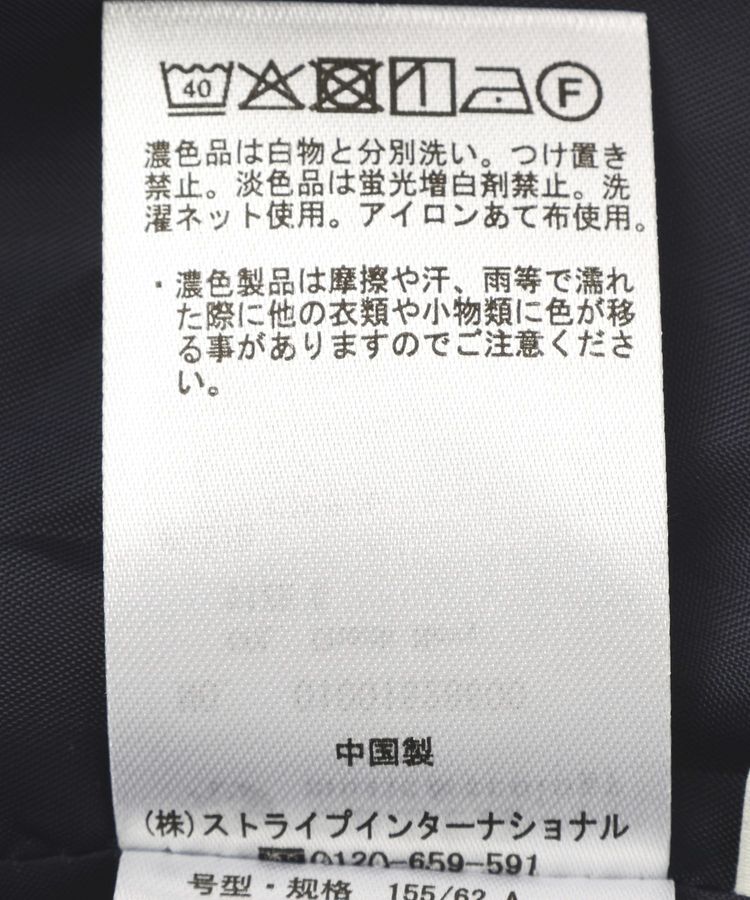 40 F
濃色品は白物と分別洗い。つけ置き
禁止。淡色品は蛍光増白剤禁止。洗
濯ネット使用。アイロンあて布使用。
・濃色製品は摩擦や汗、雨等で濡れ
た際に他の衣類や小物類に色が移
る事がありますのでご注意くださ
い。
中国製
(株)ストライプインターナショナル
0120-659-591
号型・规格 155/62 A